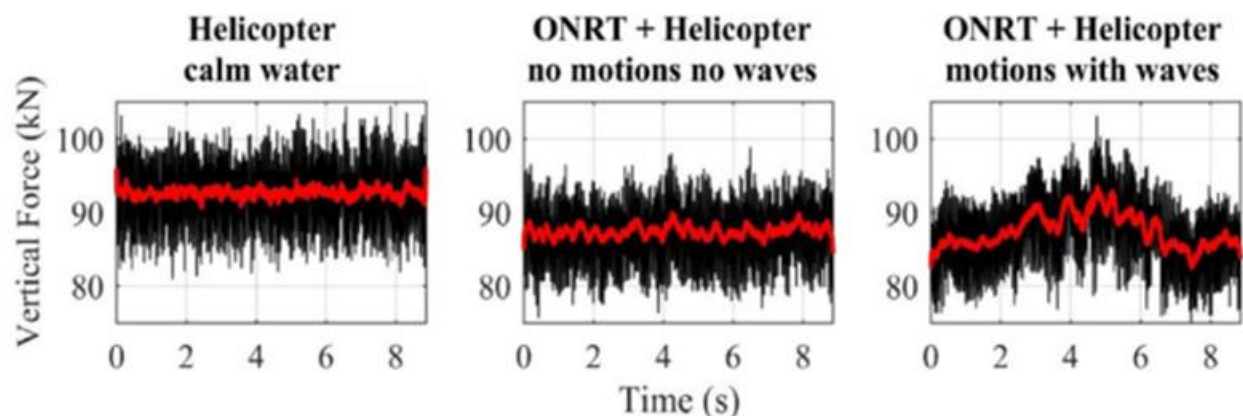 Helicopter
calm water
ONRT + Helicopter
no motions no waves
ONRT + Helicopter
motions with waves
Vertical Force (kN)
100
90
80
100
90
80
100
90
80
0 2 4 6 8
0 2 4 6 8
0 2 4 6 8
Time (s)